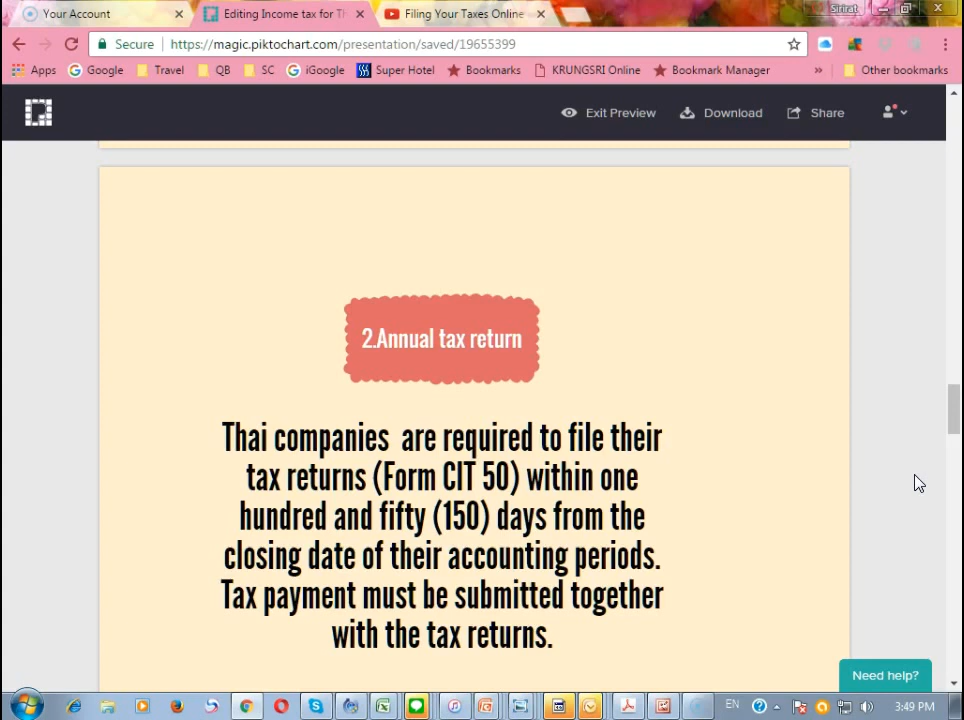 Your Account
Editing Income tax for Th
Filing Your Taxes Online
Sirirat
Secure
https://magic.piktochart.com/presentation/saved/19655399
Apps
Google
Travel
QB
SC
iGoogle
Super Hotel
Bookmarks
KRUNGSRI Online
Bookmark Manager
»
Other bookmarks
Exit Preview
Download
Share
2.Annual tax return
Thai companies are required to file their
tax returns (Form CIT 50) within one
hundred and fifty (150) days from the
closing date of their accounting periods.
Tax payment must be submitted together
with the tax returns.
Need help?
EN
3:49 PM